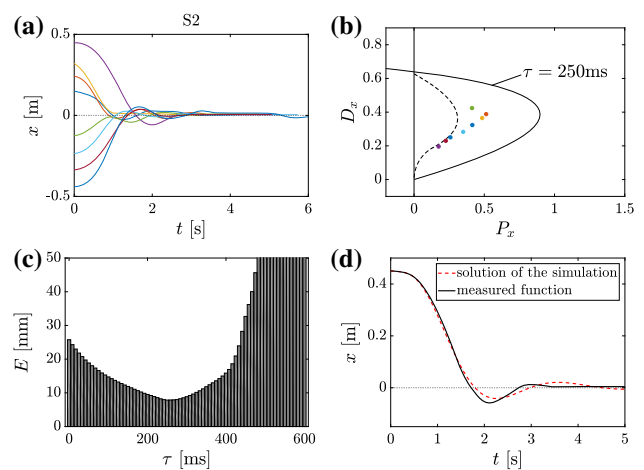 (a)
S2
0.5
0
-0.5
x [m]
0 2 4 6
t [s]
(b)
0.8
0.6
0.4
0.2
0
D_x
τ = 250ms
0 0.5 1 1.5
P_x
(c)
50
40
30
20
10
0
E [mm]
0 200 400 600
τ [ms]
(d)
solution of the simulation
measured function
0.4
0.2
0
x [m]
0 1 2 3 4 5
t [s]